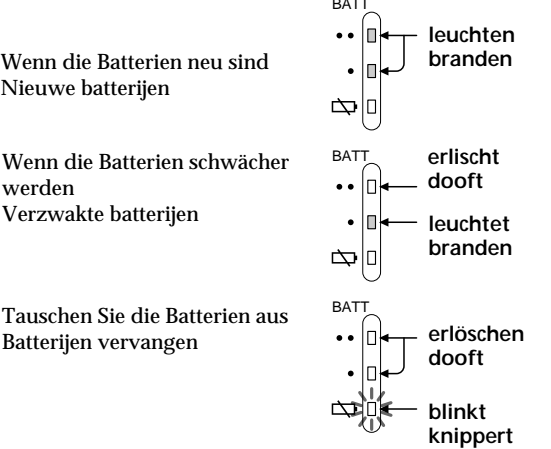 BATT
leuchten
branden
Wenn die Batterien neu sind
Nieuwe batterijen
Wenn die Batterien schwächer
werden
Verzwakte batterijen
BATT
erlischt
dooft
leuchtet
branden
Tauschen Sie die Batterien aus
Batterijen vervangen
BATT
erlöschen
dooft
blinkt
knippert